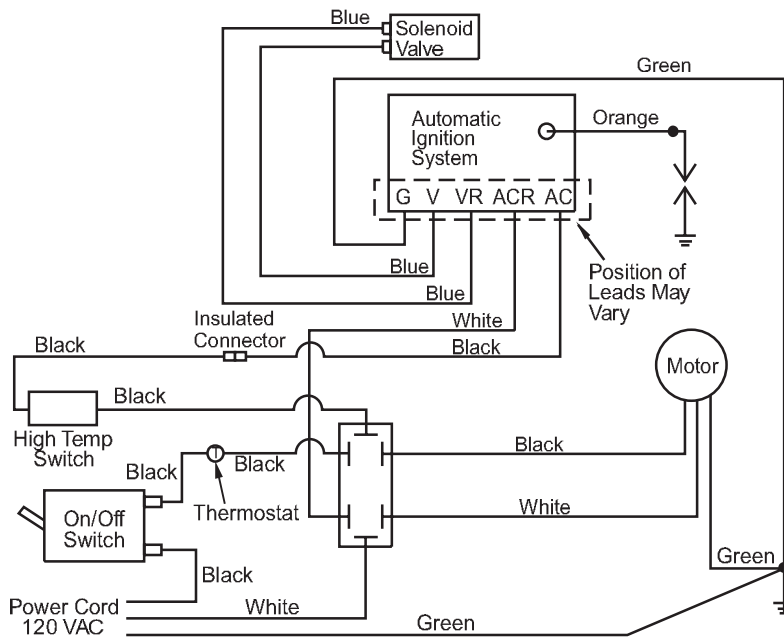 Blue
Solenoid
Valve
Green
Automatic
Ignition
System
Orange
G V VR ACR AC
Blue
Blue
Position of
Leads May
Vary
Insulated
Connector
White
Black
Black
Motor
Black
High Temp
Switch
Black
Black
Black
Thermostat
White
On/Off
Switch
Black
Green
Power Cord
120 VAC
White
Green